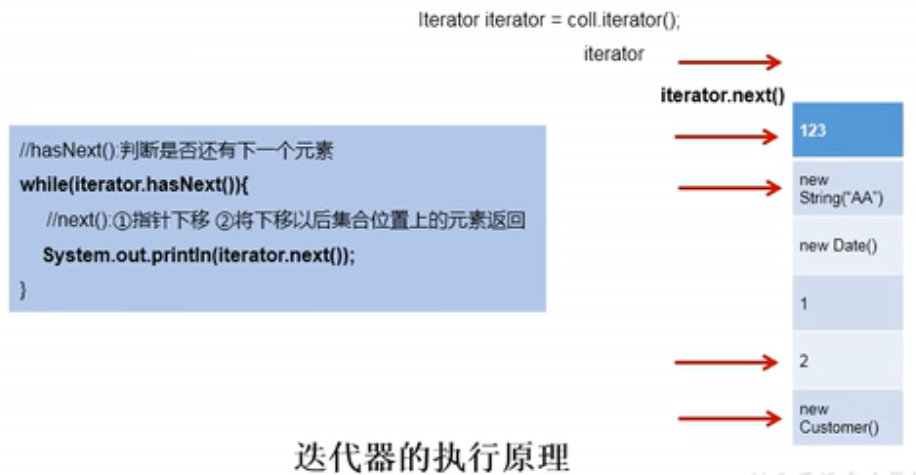 Iterator iterator = coll.iterator();
iterator
iterator.next()
//hasNext():判断是否还有下一个元素
while(iterator.hasNext()){
//next():①指针下移 ②将下移以后集合位置上的元素返回
System.out.println(iterator.next());
}
123
new
String("AA")
new Date()
1
2
new
Customer()
迭代器的执行原理